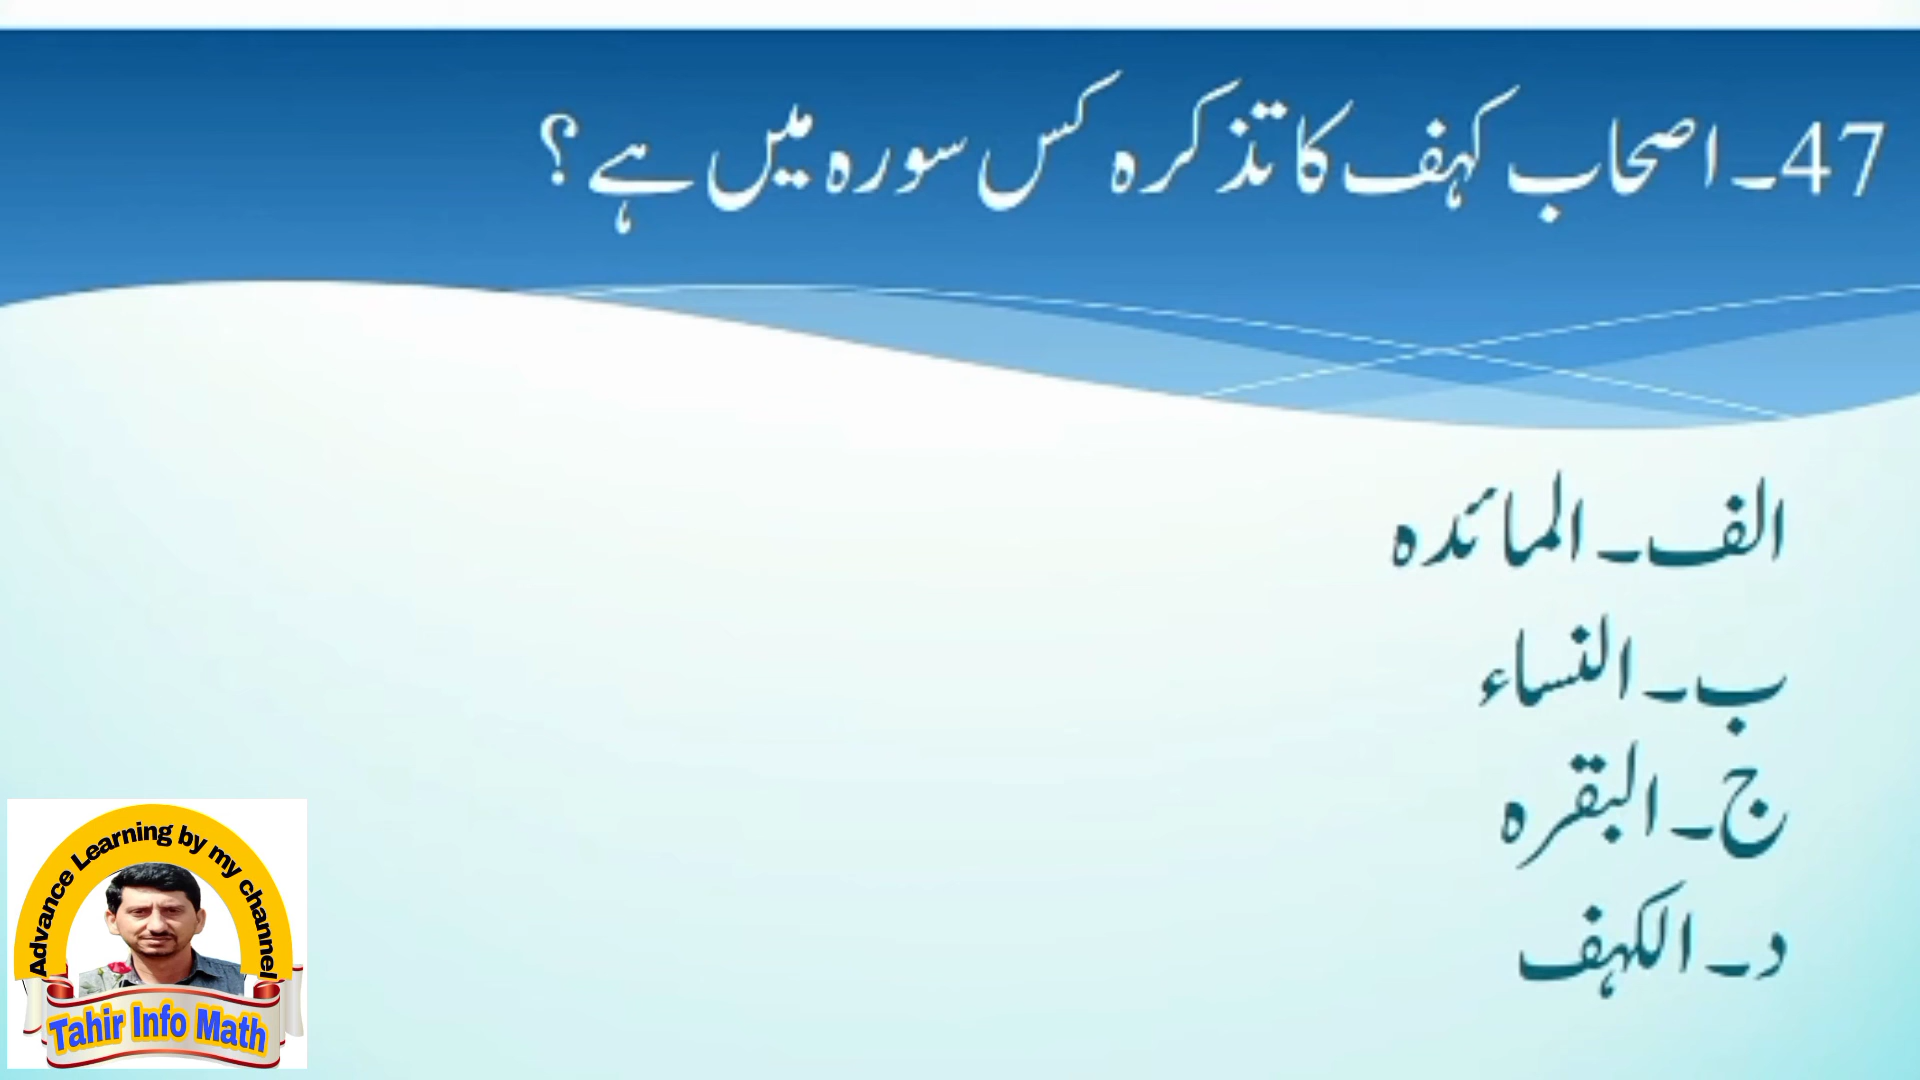 47۔ اصحاب کہف کا تذکرہ کس سورہ میں ہے؟
الف۔ المائدہ
ب۔ النساء
ج۔ البقرہ
د۔ الکہف
Advance Learning by my channel
Tahir Info Math